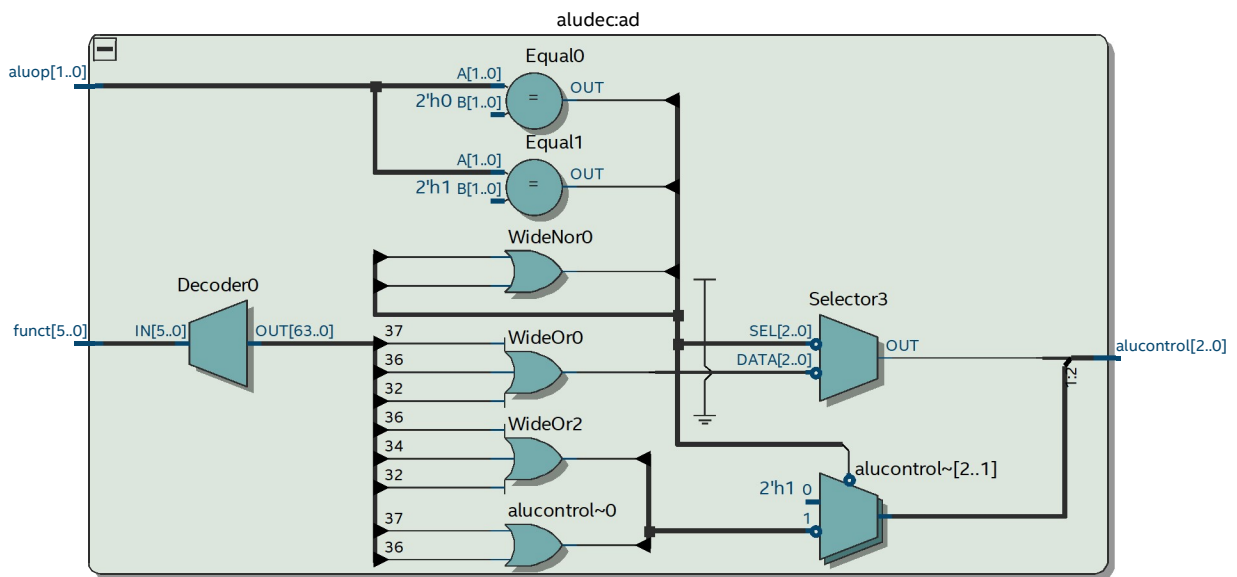 aludec:ad
aluop[1..0]
Equal0
A[1..0]
2'h0 B[1..0]
=
OUT
Equal1
A[1..0]
2'h1 B[1..0]
=
OUT
WideNor0
Decoder0
funct[5..0]
IN[5..0]
OUT[63..0]
37
36
32
WideOr0
36
34
32
WideOr2
37
36
alucontrol~0
Selector3
SEL[2..0]
DATA[2..0]
OUT
alucontrol[2..0]
1:2
alucontrol~[2..1]
2'h1 0
1